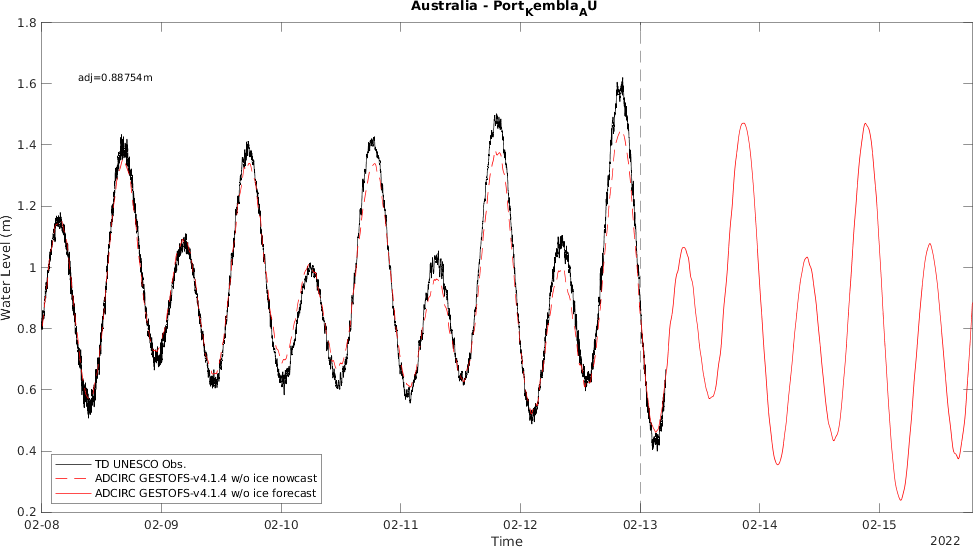 Australia - PortKemblaAU
adj=0.88754m
1.8
1.6
1.4
1.2
1
0.8
0.6
0.4
0.2
Water Level (m)
TD UNESCO Obs.
ADCIRC GESTOFS-v4.1.4 w/o ice nowcast
ADCIRC GESTOFS-v4.1.4 w/o ice forecast
02-08 02-09 02-10 02-11 02-12 02-13 02-14 02-15
Time
2022